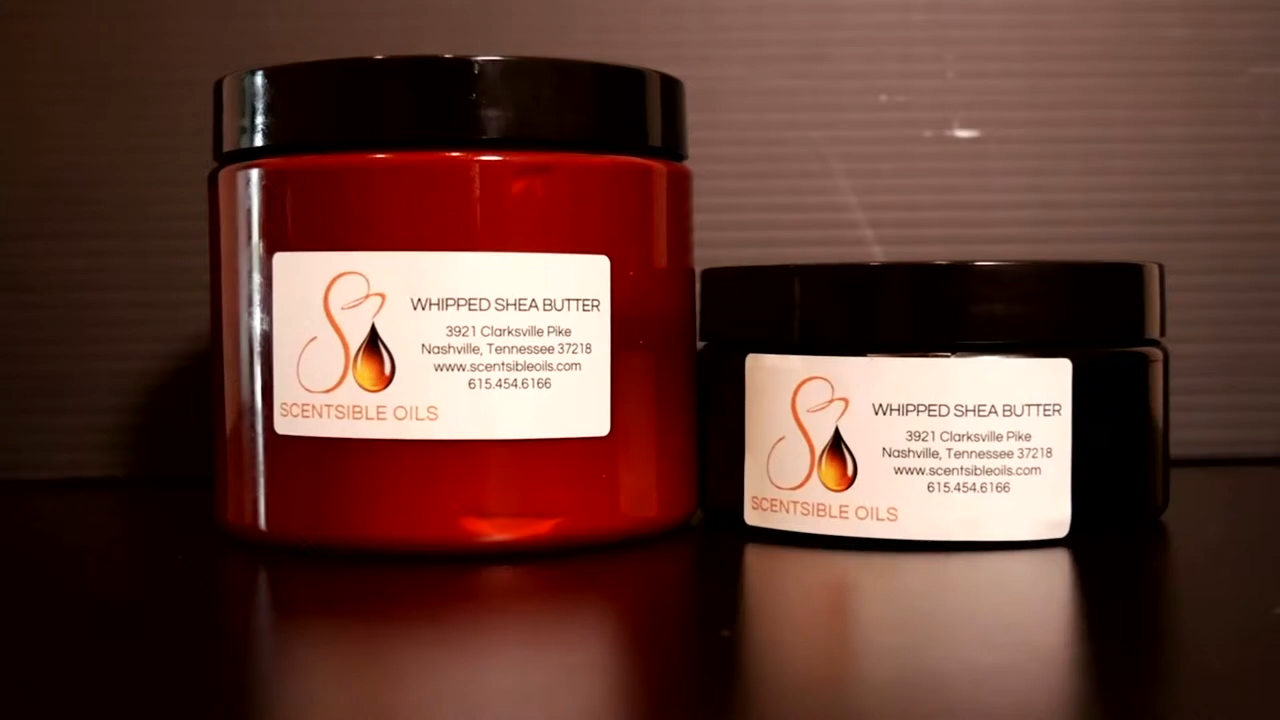 WHIPPED SHEA BUTTER
3921 Clarksville Pike
Nashville, Tennessee 37218
www.scentsibleoils.com
615.454.6166
SCENTSIBLE OILS
WHIPPED SHEA BUTTER
3921 Clarksville Pike
Nashville, Tennessee 37218
www.scentsibleoils.com
615.454.6166
SCENTSIBLE OILS